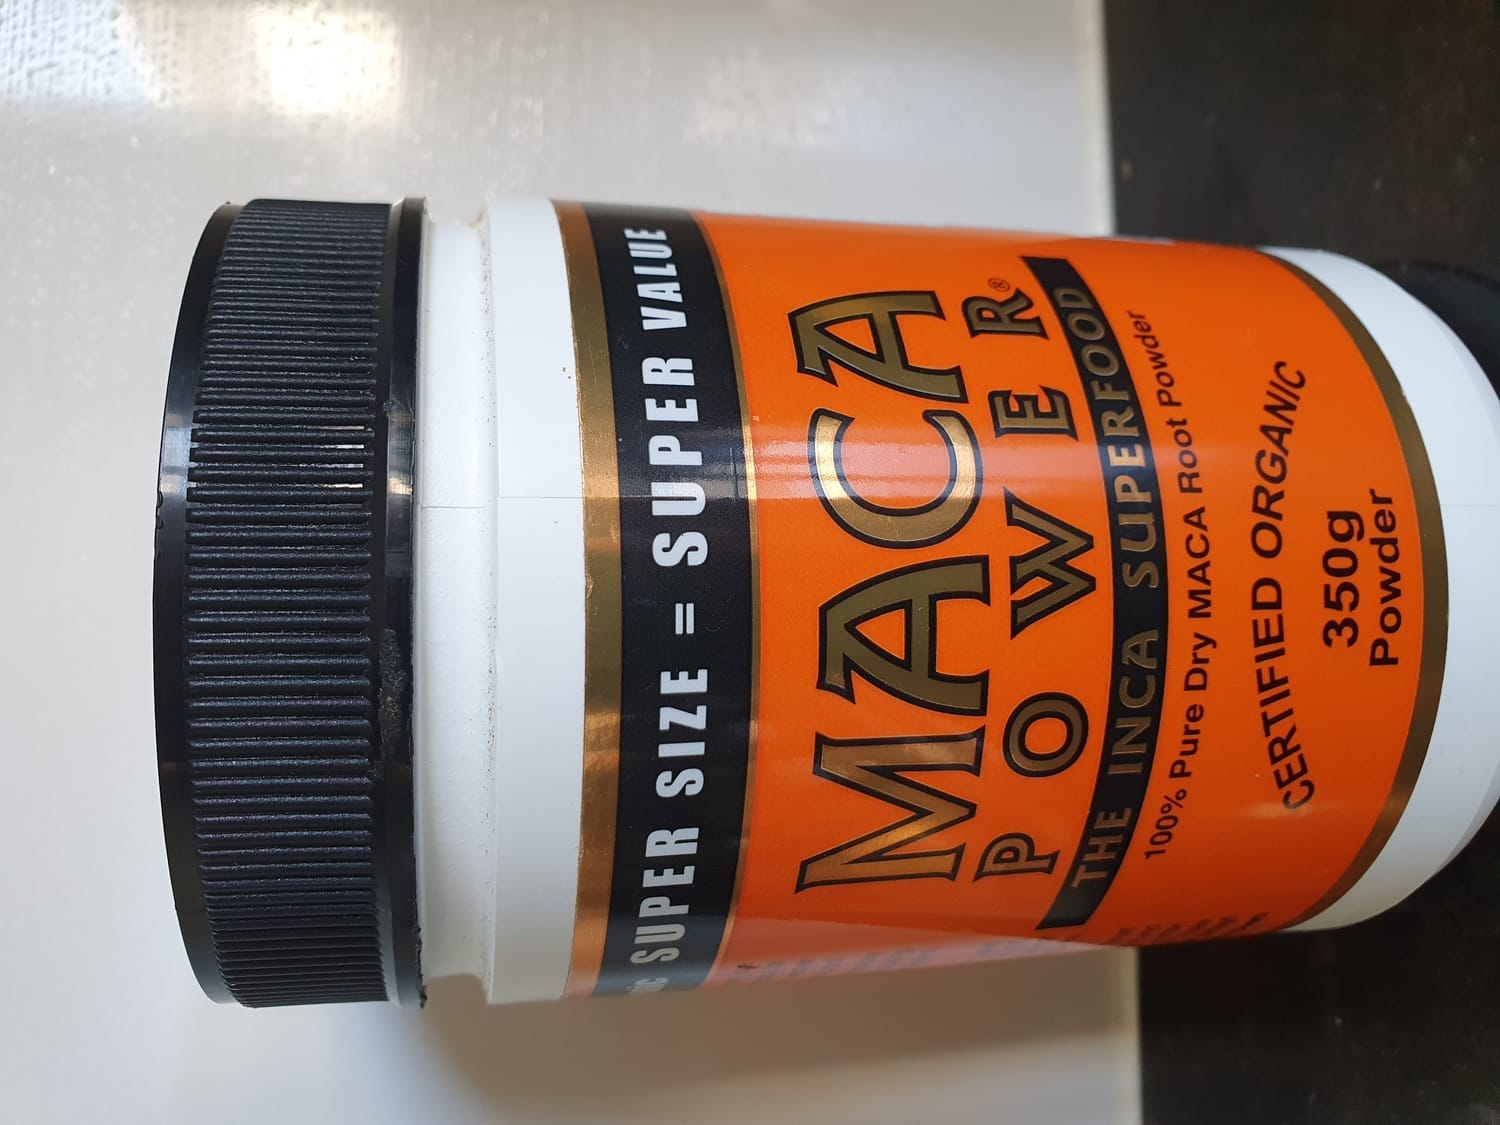 SUPER SIZE = SUPER VALUE
MACA
POWER®
THE INCA SUPERFOOD
100% Pure Dry MACA Root Powder
CERTIFIED ORGANIC
350g
Powder